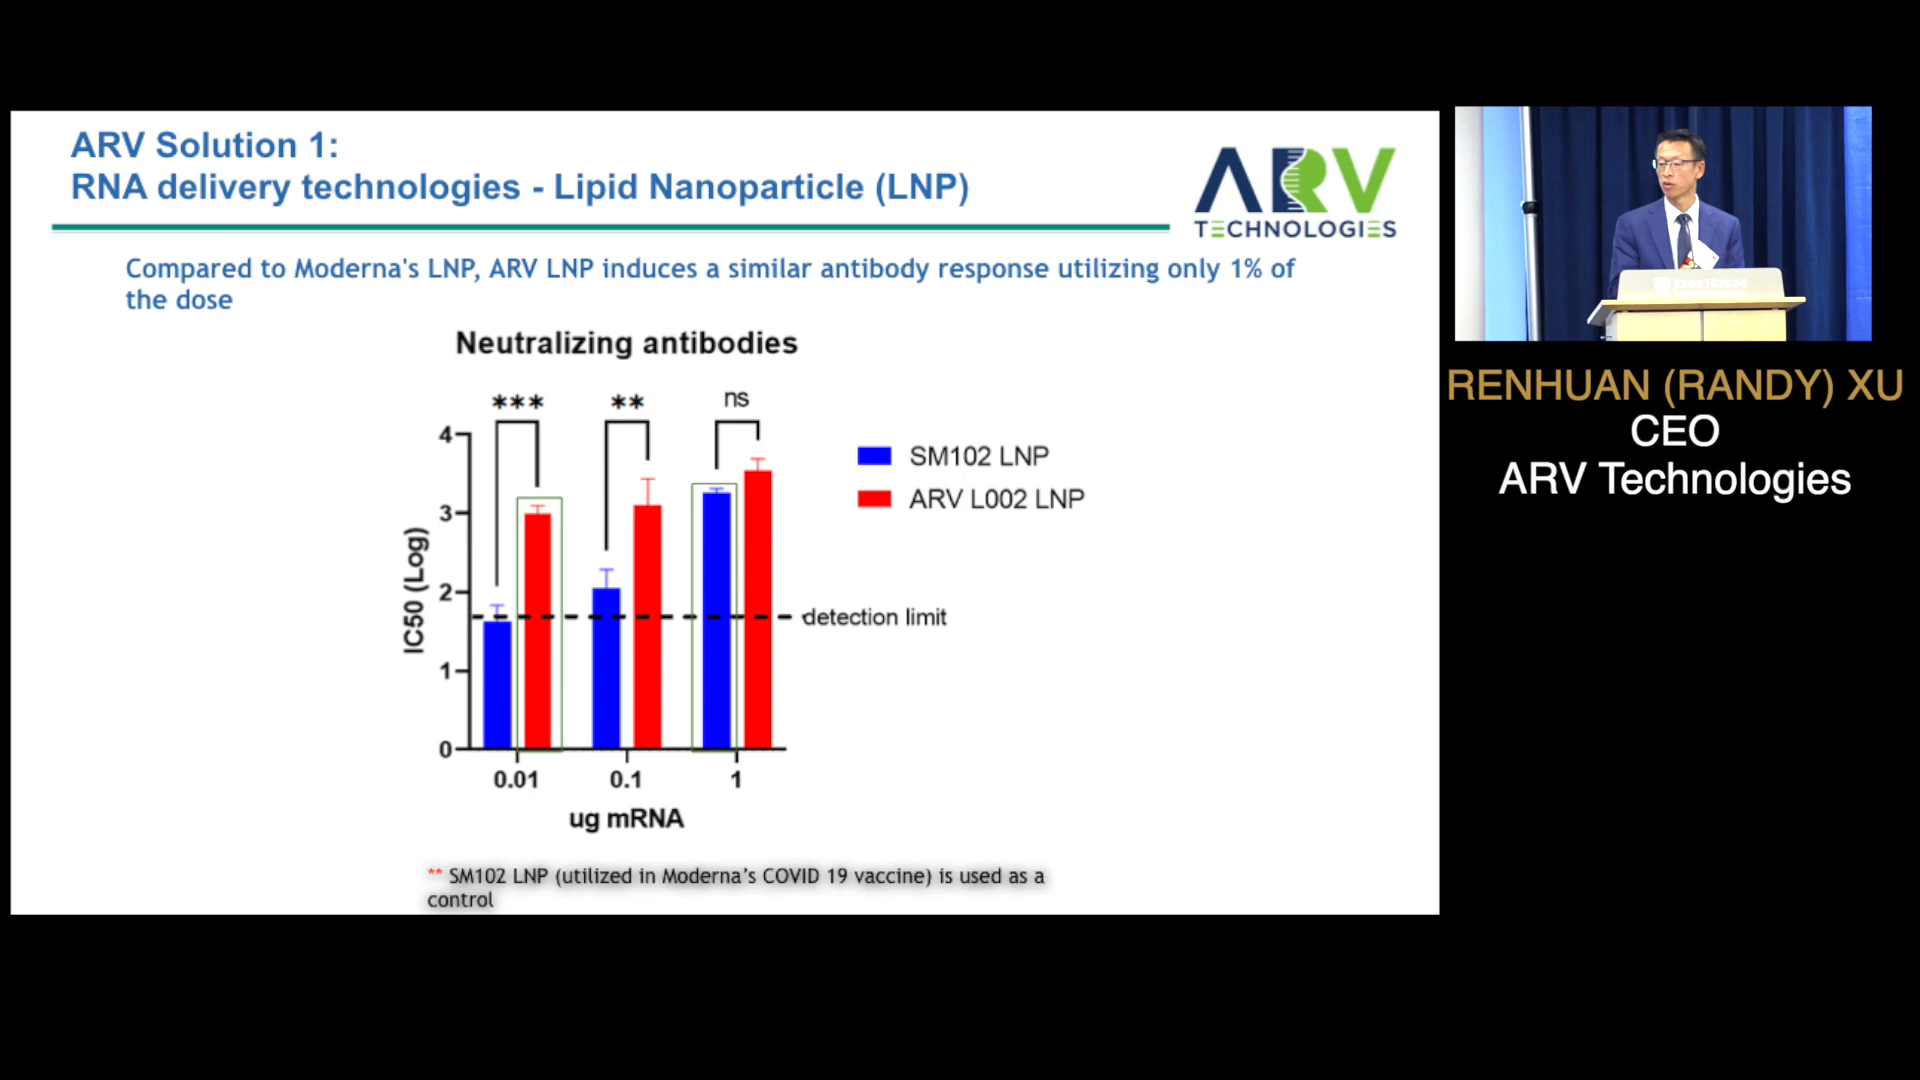 ARV Solution 1:
RNA delivery technologies - Lipid Nanoparticle (LNP)
ARV
TECHNOLOGIES
Compared to Moderna's LNP, ARV LNP induces a similar antibody response utilizing only 1% of
the dose
Neutralizing antibodies
*** ** ns
4
3
2
1
0
IC50 (Log)
SM102 LNP
ARV L002 LNP
detection limit
0.01 0.1 1
ug mRNA
** SM102 LNP (utilized in Moderna’s COVID 19 vaccine) is used as a
control
JOHNS HOPKINS
RENHUAN (RANDY) XU
CEO
ARV Technologies